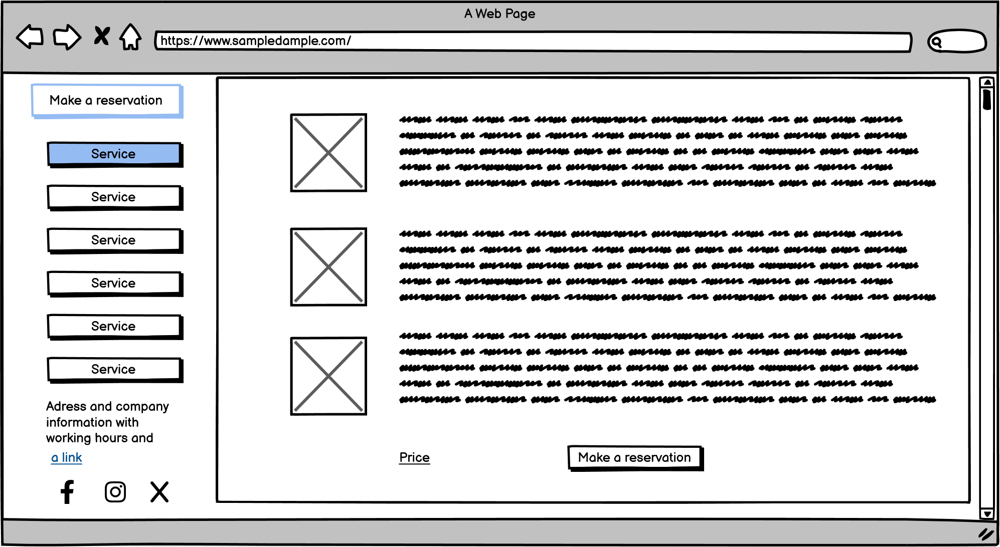 A Web Page
https://www.sampledample.com/
Make a reservation
Service
Service
Service
Service
Service
Service
Adress and company
information with
working hours and
a link
Price
Make a reservation